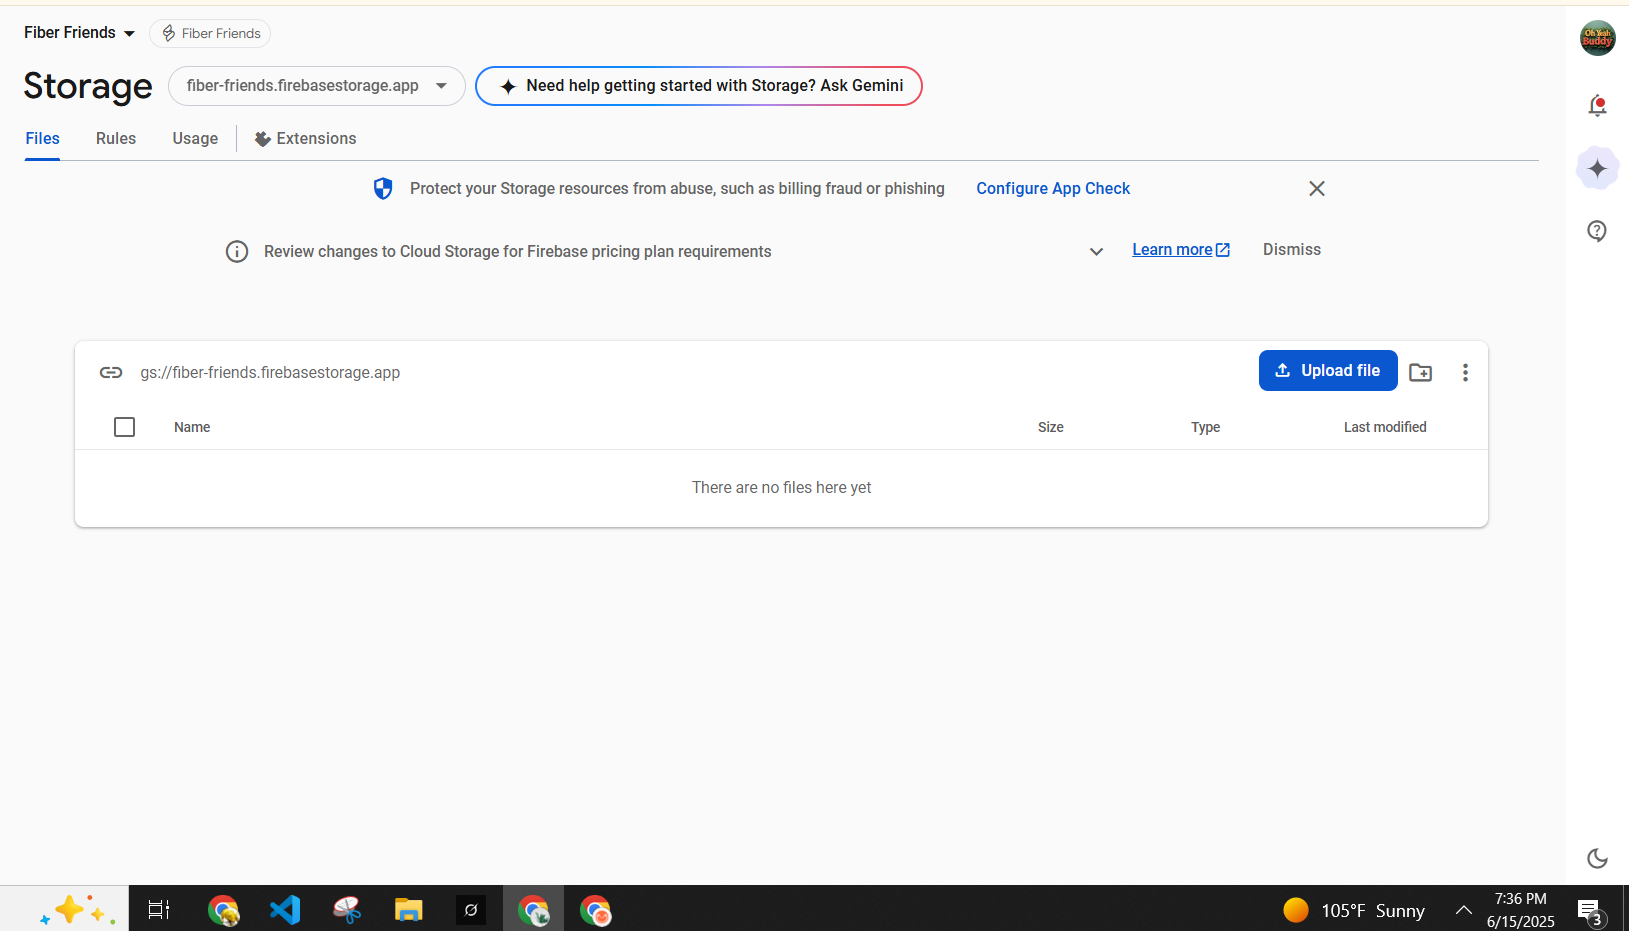 Fiber Friends
Fiber Friends
Oh Yeah
Buddy
Storage
fiber-friends.firebasestorage.app
Need help getting started with Storage? Ask Gemini
Files
Rules
Usage
Extensions
Protect your Storage resources from abuse, such as billing fraud or phishing
Configure App Check
Review changes to Cloud Storage for Firebase pricing plan requirements
Learn more
Dismiss
gs://fiber-friends.firebasestorage.app
Upload file
Name
Size
Type
Last modified
There are no files here yet
105°F Sunny
7:36 PM
6/15/2025
3